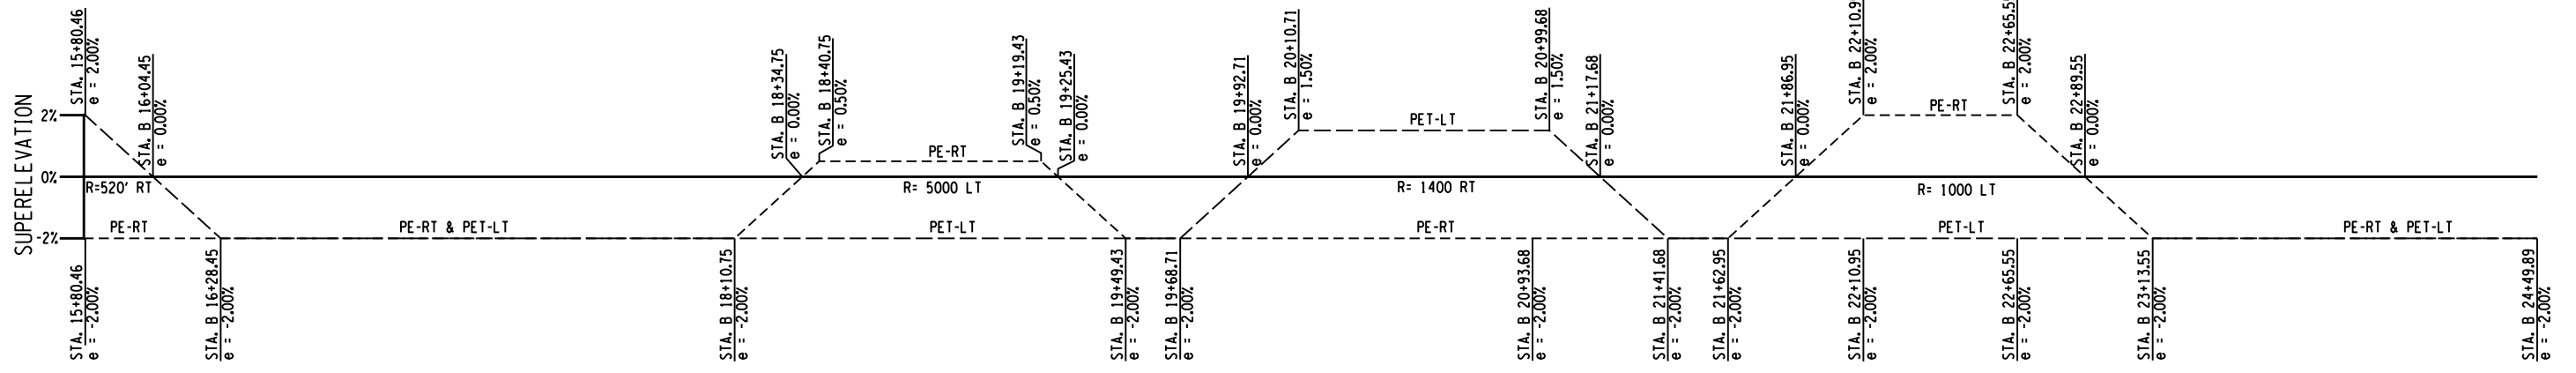 SUPERELEVATION
2%
0%
-2%
STA. 15+80.46
e = 2.00%
STA. B 16+04.45
e = 0.00%
STA. B 18+34.75
e = 0.00%
STA. B 18+40.75
e = 0.50%
STA. B 19+19.43
e = 0.50%
STA. B 19+25.43
e = 0.00%
STA. B 19+92.71
e = 0.00%
STA. B 20+10.71
e = 1.50%
STA. B 20+99.68
e = 1.50%
STA. B 21+17.68
e = 0.00%
STA. B 21+86.95
e = 0.00%
STA. B 22+10.9
e = 2.00%
STA. B 22+65.5
e = 2.00%
STA. B 22+89.55
e = 0.00%
PE-RT
PET-LT
PE-RT
R=520' RT
R= 5000 LT
R= 1400 RT
R= 1000 LT
PE-RT
PE-RT & PET-LT
PET-LT
PE-RT
PET-LT
PE-RT & PET-LT
STA. 15+80.46
e = -2.00%
STA. B 16+28.45
e = -2.00%
STA. B 18+10.75
e = -2.00%
STA. B 19+49.43
e = -2.00%
STA. B 19+68.71
e = -2.00%
STA. B 20+93.68
e = -2.00%
STA. B 21+41.68
e = -2.00%
STA. B 21+62.95
e = -2.00%
STA. B 22+10.95
e = -2.00%
STA. B 22+65.55
e = -2.00%
STA. B 23+13.55
e = -2.00%
STA. B 24+49.89
e = -2.00%